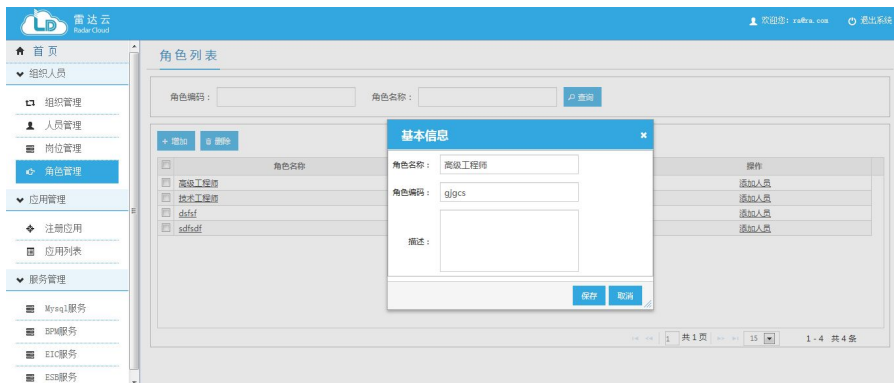 LD 雷达云
Radar Cloud
欢迎您: ra@ra.com 退出系统
首页
组织人员
组织管理
人员管理
岗位管理
角色管理
应用管理
注册应用
应用列表
服务管理
Mysql服务
BPM服务
EIC服务
ESB服务
角色列表
角色编码： 角色名称： 查询
增加 删除
角色名称 操作
高级工程师 添加人员
技术工程师 添加人员
dsfsf 添加人员
sdfsdf 添加人员
基本信息
角色名称： 高级工程师
角色编码： gjgcs
描述：
保存 取消
1 共1页 15 1-4 共4条